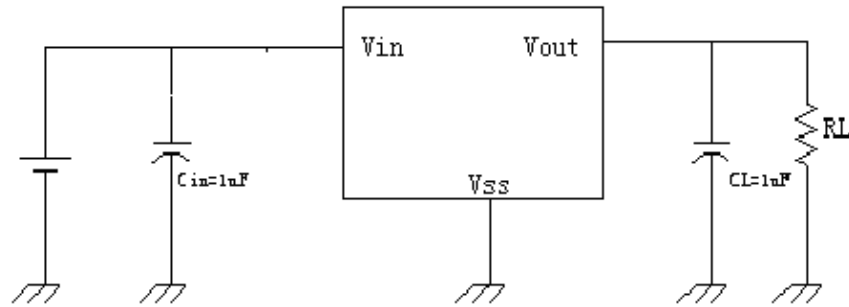 Vin
Vout
Vss
Cin=1uF
CL=1uF
RL